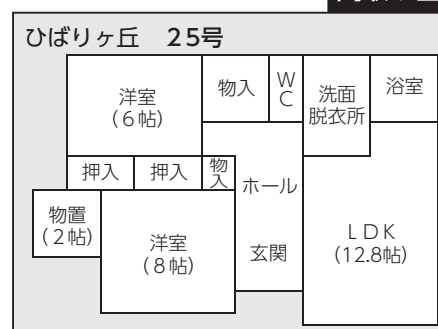 ひばりヶ丘　25号
洋室
(6帖)
物入
WC
洗面
脱衣所
浴室
押入
押入
物入
ホール
物置
(2帖)
洋室
(8帖)
玄関
LDK
(12.8帖)